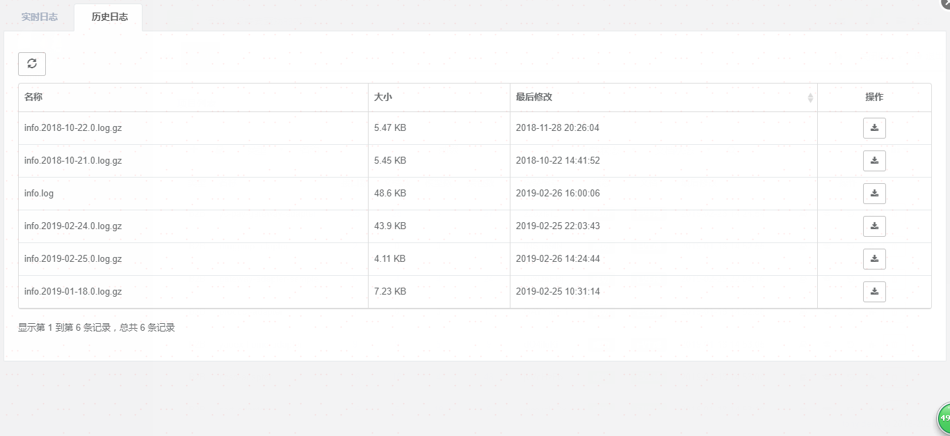 实时日志 历史日志
名称 大小 最后修改 操作
info.2018-10-22.0.log.gz 5.47 KB 2018-11-28 20:26:04
info.2018-10-21.0.log.gz 5.45 KB 2018-10-22 14:41:52
info.log 48.6 KB 2019-02-26 16:00:06
info.2019-02-24.0.log.gz 43.9 KB 2019-02-25 22:03:43
info.2019-02-25.0.log.gz 4.11 KB 2019-02-26 14:24:44
info.2019-01-18.0.log.gz 7.23 KB 2019-02-25 10:31:14
显示第 1 到第 6 条记录，总共 6 条记录